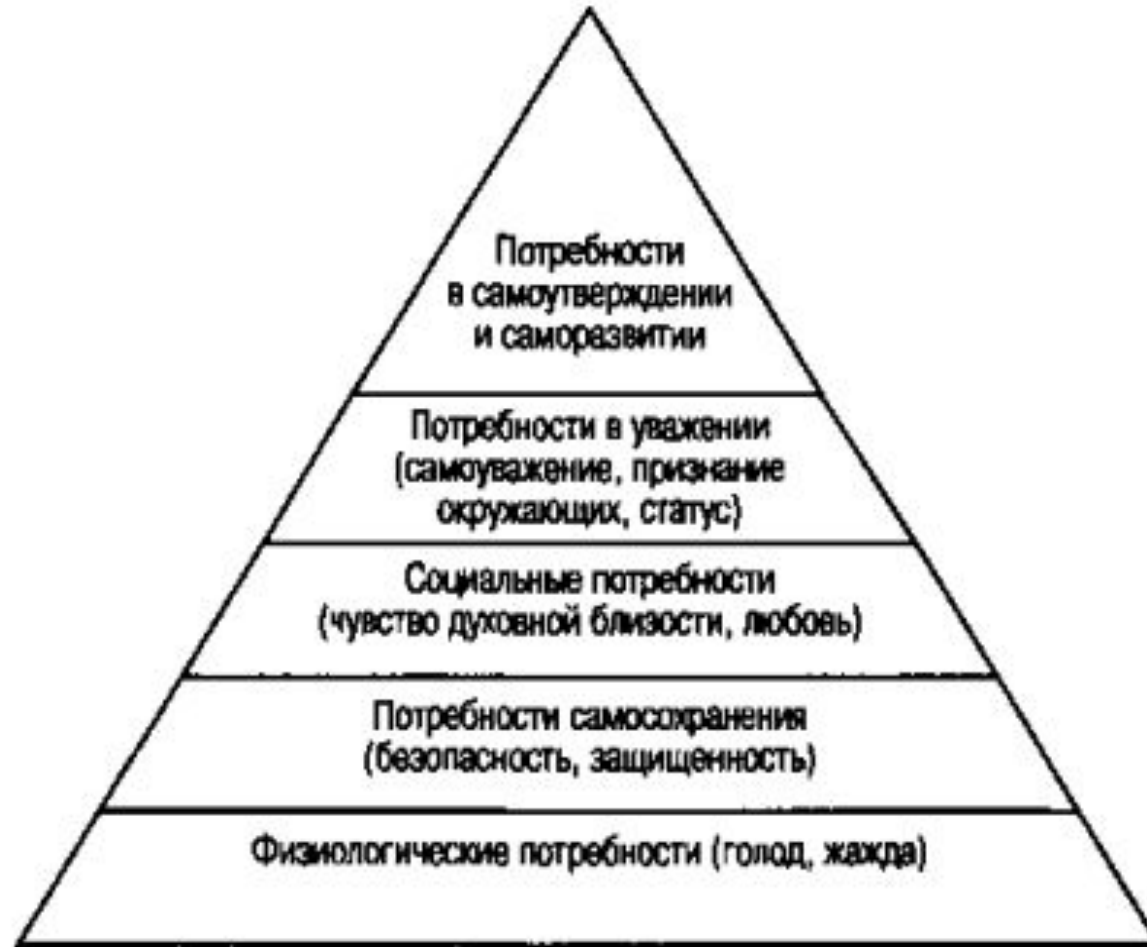 Потребности
в самоутверждении
и саморазвитии
Потребности в уважении
(самоуважение, признание
окружающих, статус)
Социальные потребности
(чувство духовной близости, любовь)
Потребности самосохранения
(безопасность, защищенность)
Физиологические потребности (голод, жажда)